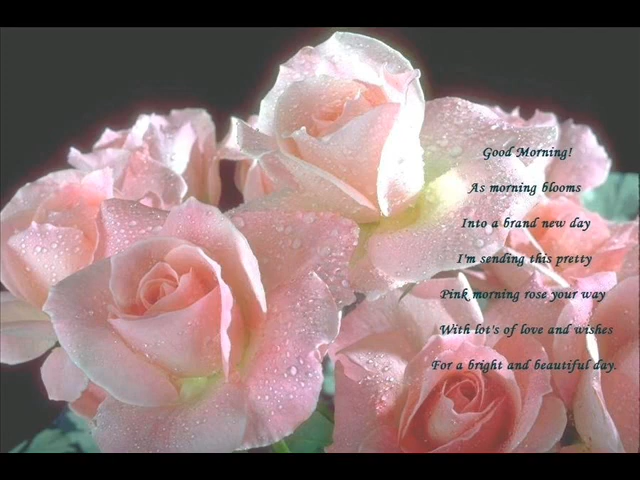 Good Morning!
As morning blooms
Into a brand new day
I'm sending this pretty
Pink morning rose your way
With lot's of love and wishes
For a bright and beautiful day.